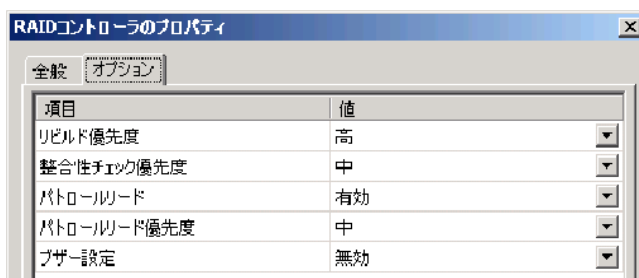 RAIDコントローラのプロパティ
全般 オプション
項目 値
リビルド優先度 高
整合性チェック優先度 中
パトロールリード 有効
パトロールリード優先度 中
ブザー設定 無効